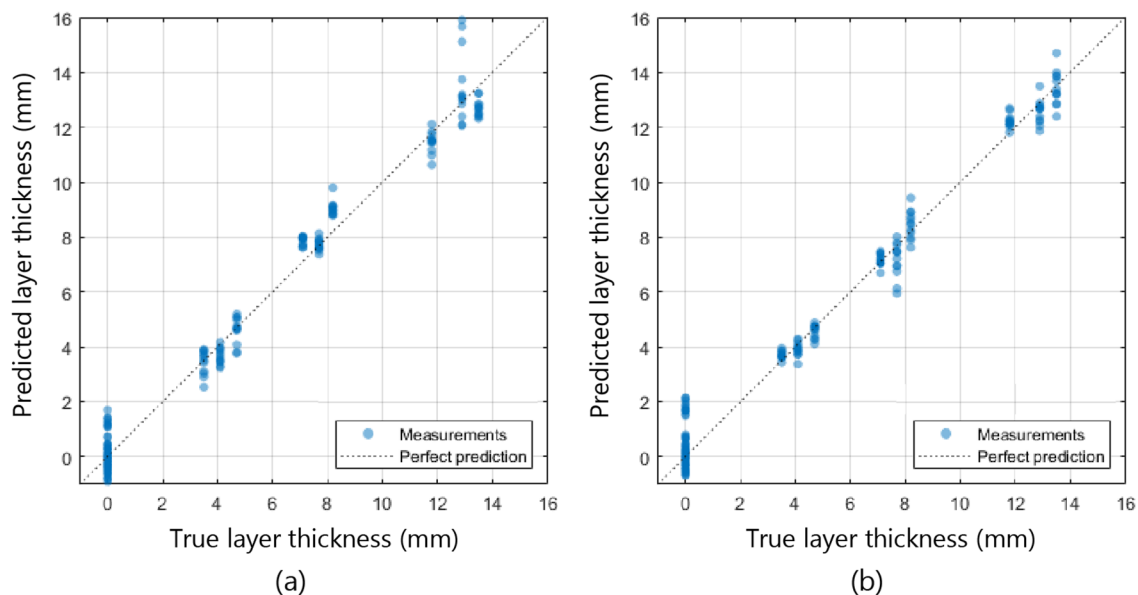 16
14
12
10
8
6
4
2
0
Predicted layer thickness (mm)
Measurements
Perfect prediction
0 2 4 6 8 10 12 14 16
True layer thickness (mm)
(a)
16
14
12
10
8
6
4
2
0
Predicted layer thickness (mm)
Measurements
Perfect prediction
0 2 4 6 8 10 12 14 16
True layer thickness (mm)
(b)